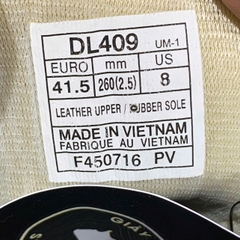 DL409 UM-1
EURO mm US
41.5 260(2.5) 8
LEATHER UPPER / RUBBER SOLE
MADE IN VIETNAM
FABRIQUE AU VIETNAM
F450716 PV
GIÀY